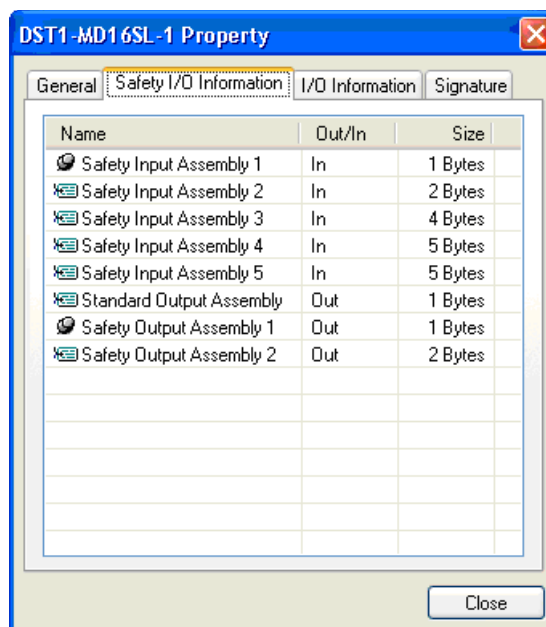 DST1-MD16SL-1 Property
General Safety I/O Information I/O Information Signature
Name Out/In Size
Safety Input Assembly 1 In 1 Bytes
Safety Input Assembly 2 In 2 Bytes
Safety Input Assembly 3 In 4 Bytes
Safety Input Assembly 4 In 5 Bytes
Safety Input Assembly 5 In 5 Bytes
Standard Output Assembly Out 1 Bytes
Safety Output Assembly 1 Out 1 Bytes
Safety Output Assembly 2 Out 2 Bytes
Close